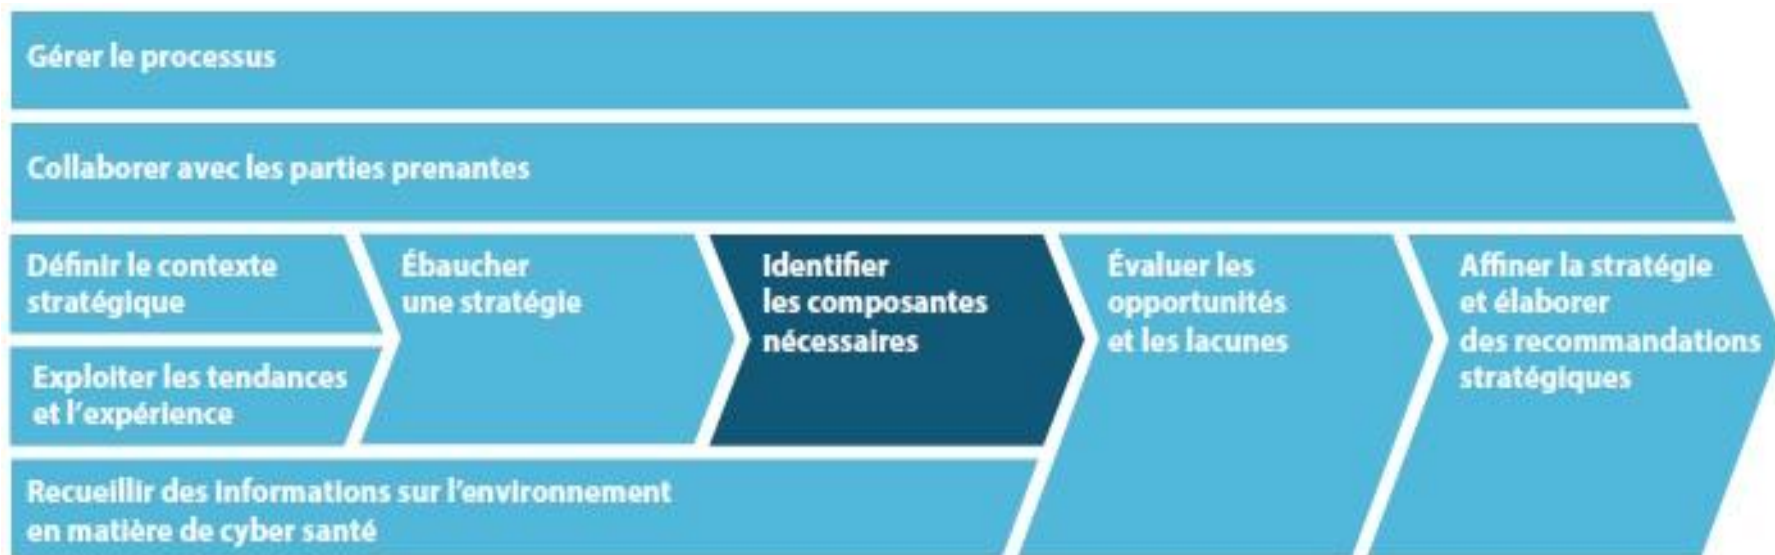 Gérer le processus
Collaborer avec les parties prenantes
Définir le contexte
stratégique
Exploiter les tendances
et l'expérience
Ébaucher
une stratégie
Identifier
les composantes
nécessaires
Évaluer les
opportunités
et les lacunes
Affiner la stratégie
et élaborer
des recommandations
stratégiques
Recueillir des informations sur l'environnement
en matière de cyber santé